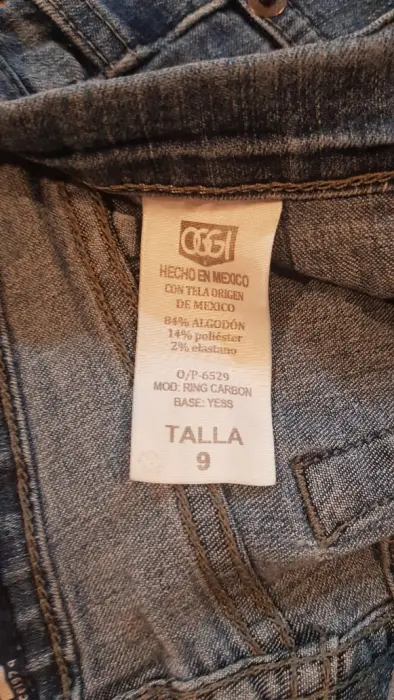 OGGI
HECHO EN MEXICO
CON TELA ORIGEN
DE MEXICO
84% ALGODÓN
14% poliéster
2% elastano
O/P-6529
MOD: RING CARBON
BASE: YESS
TALLA
9